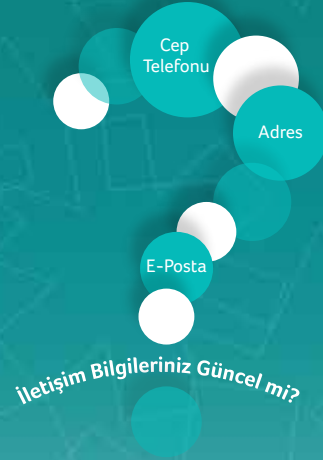 Cep
Telefonu
Adres
E-Posta
İletişim Bilgileriniz Güncel mi?